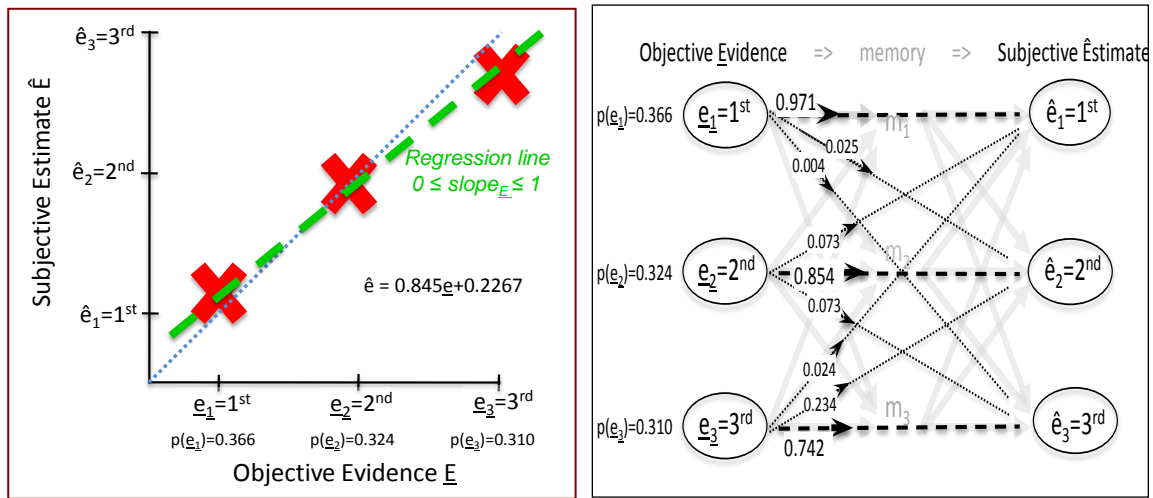 Subjective Estimate Ê
ê₃=3ʳᵈ
ê₂=2ⁿᵈ
ê₁=1ˢᵗ
Regression line
0 ≤ slope_E ≤ 1
ê = 0.845e+0.2267
e₁=1ˢᵗ e₂=2ⁿᵈ e₃=3ʳᵈ
p(e₁)=0.366 p(e₂)=0.324 p(e₃)=0.310
Objective Evidence E
Objective Evidence => memory => Subjective Êstimate
p(e₁)=0.366 e₁=1ˢᵗ 0.971 m₁ ê₁=1ˢᵗ
0.025
0.004
0.073
p(e₂)=0.324 e₂=2ⁿᵈ 0.854 ê₂=2ⁿᵈ
0.073
0.024
0.234
p(e₃)=0.310 e₃=3ʳᵈ 0.742 m₃ ê₃=3ʳᵈ